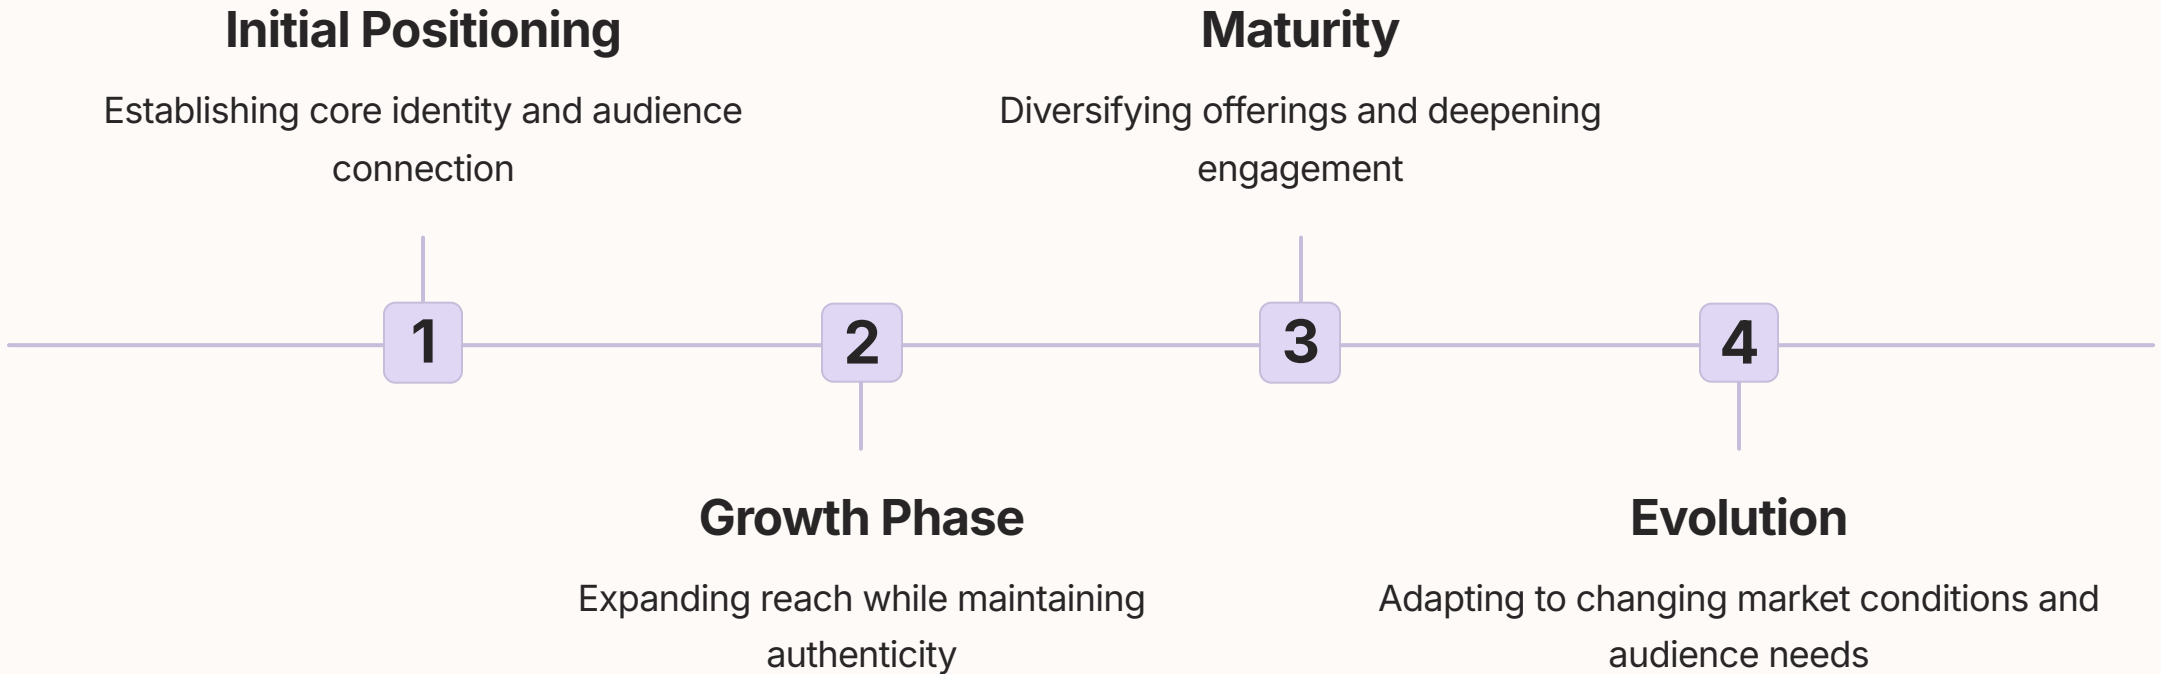 Initial Positioning
Establishing core identity and audience
connection
1
2
Growth Phase
Expanding reach while maintaining
authenticity
Maturity
Diversifying offerings and deepening
engagement
3
4
Evolution
Adapting to changing market conditions and
audience needs